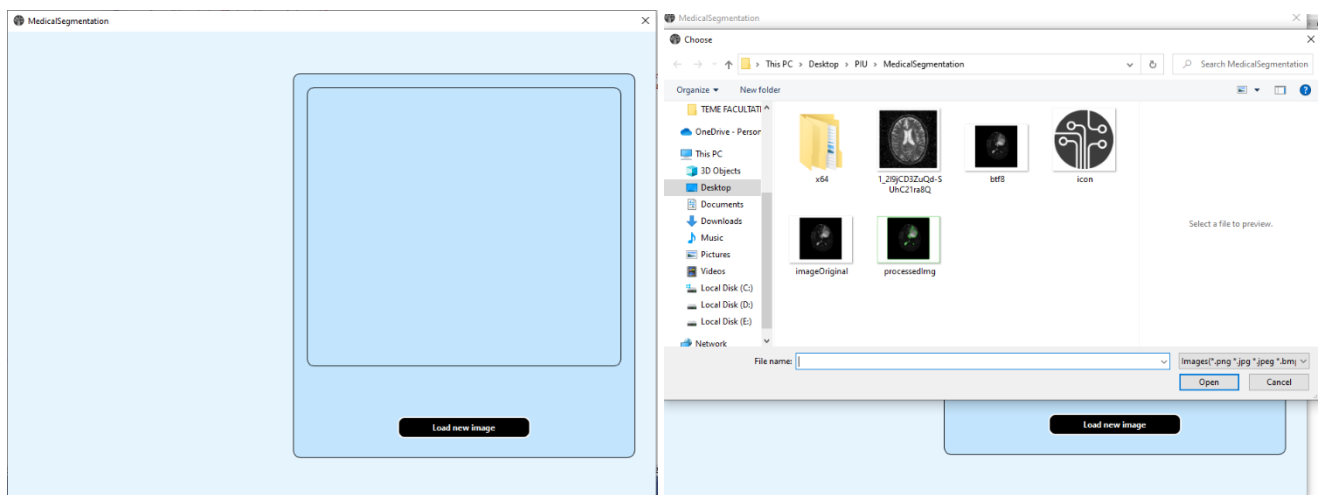 MedicalSegmentation
Load new image
MedicalSegmentation
Choose
This PC > Desktop > PIU > MedicalSegmentation
Search MedicalSegmentation
Organize
New folder
TEME FACULTATI
OneDrive - Person
This PC
3D Objects
Desktop
Documents
Downloads
Music
Pictures
Videos
Local Disk (C:)
Local Disk (D:)
Local Disk (E:)
Network
x64
btf8
icon
imageOriginal
processedImg
Select a file to preview.
File name:
Images(*.png *.jpg *.jpeg *.bmp
Open
Cancel
Load new image